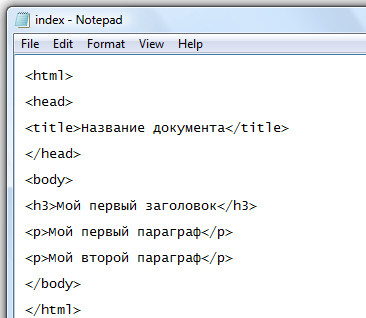 index - Notepad
File Edit Format View Help
<html>
<head>
<title>Название документа</title>
</head>
<body>
<h3>Мой первый заголовок</h3>
<p>Мой первый параграф</p>
<p>Мой второй параграф</p>
</body>
</html>